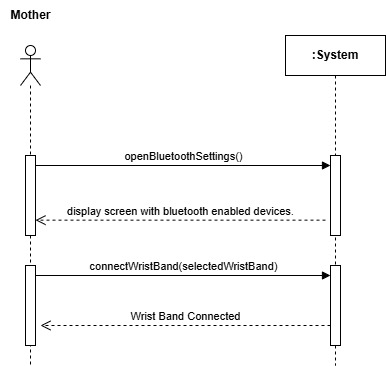 Mother
:System
openBluetoothSettings()
display screen with bluetooth enabled devices.
connectWristBand(selectedWristBand)
Wrist Band Connected